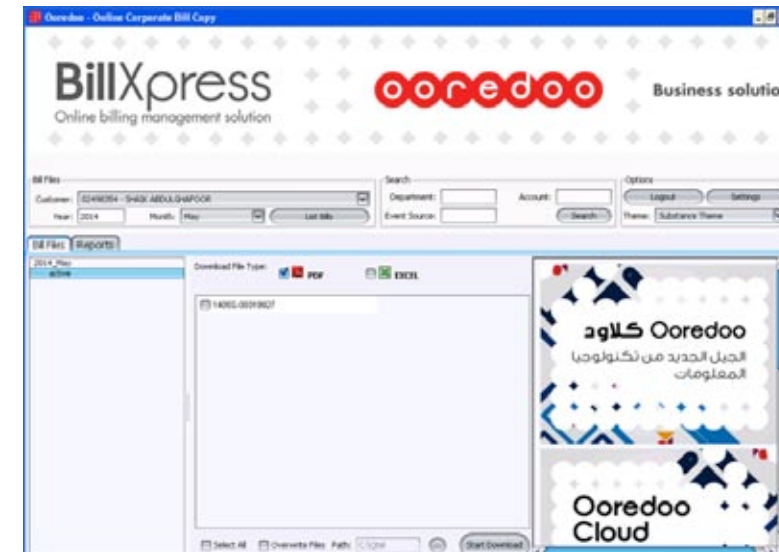 Ooredoo - Online Corporate Bill Copy
BillXpress
Online billing management solution
ooredoo
Business solutio
Bill Files
Customer: SHAIK ABDULGHAFOOR
Year: 2014 Month: May List Bills
Search
Department: Account:
Event Source: Search
Options
Logout Settings
Theme: Substance Theme
Bill Files Reports
2014_May
active
Download File Type: PDF EXCEL
كلاود Ooredoo
الجيل الجديد من تكنولوجيا
المعلومات
Ooredoo
Cloud
Select All Overwrite Files Path: Start Download